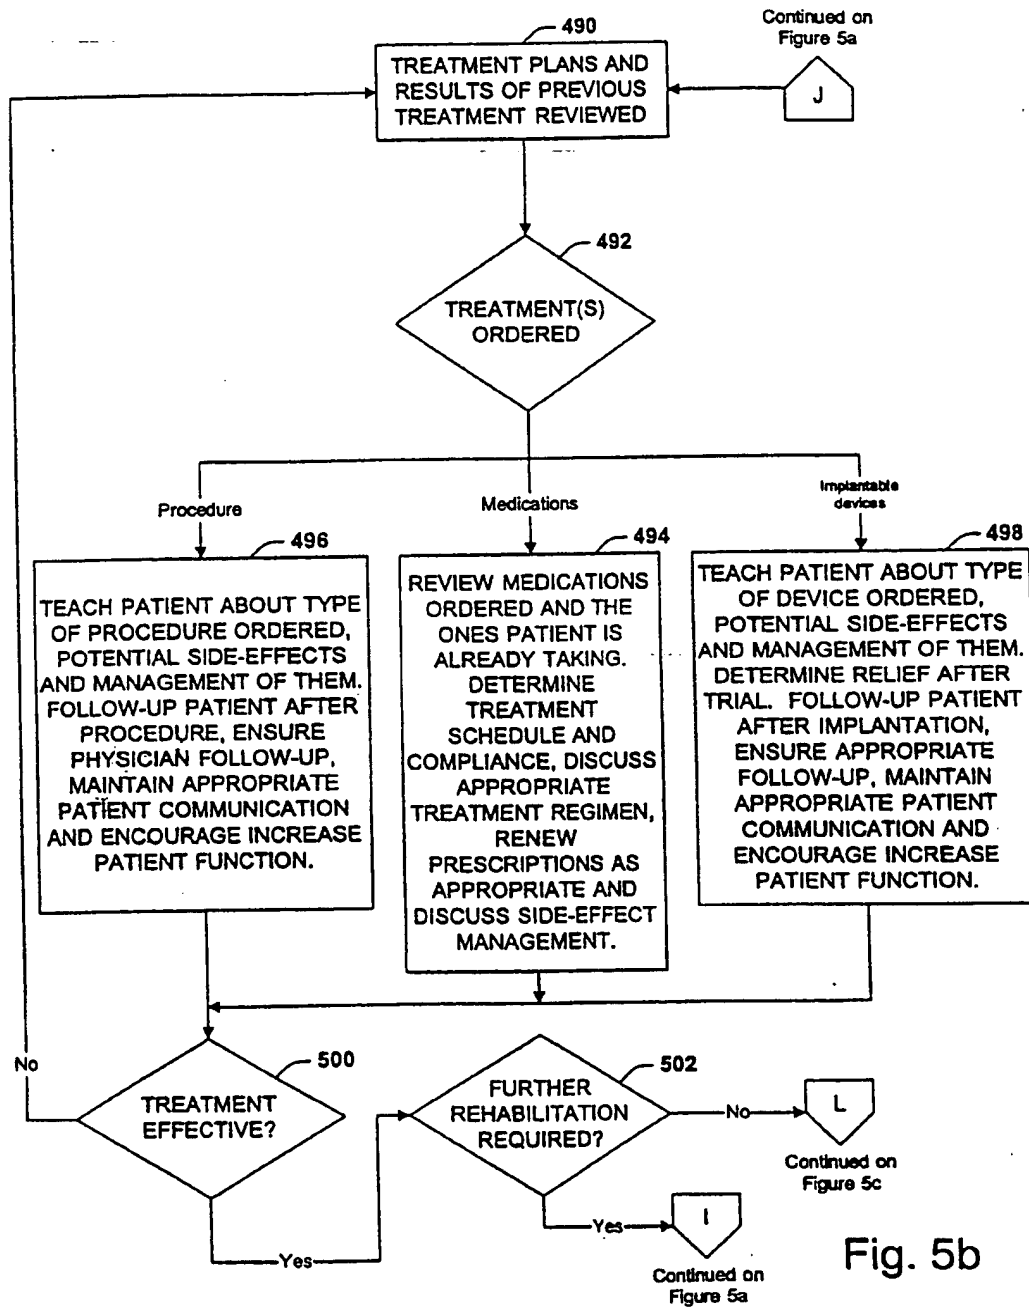 490
Continued on
Figure 5a
TREATMENT PLANS AND
RESULTS OF PREVIOUS
TREATMENT REVIEWED
J
492
TREATMENT(S)
ORDERED
Procedure
Medications
Implantable
devices
496
TEACH PATIENT ABOUT TYPE
OF PROCEDURE ORDERED,
POTENTIAL SIDE-EFFECTS
AND MANAGEMENT OF THEM.
FOLLOW-UP PATIENT AFTER
PROCEDURE, ENSURE
PHYSICIAN FOLLOW-UP,
MAINTAIN APPROPRIATE
PATIENT COMMUNICATION
AND ENCOURAGE INCREASE
PATIENT FUNCTION.
494
REVIEW MEDICATIONS
ORDERED AND THE
ONES PATIENT IS
ALREADY TAKING.
DETERMINE
TREATMENT
SCHEDULE AND
COMPLIANCE, DISCUSS
APPROPRIATE
TREATMENT REGIMEN,
RENEW
PRESCRIPTIONS AS
APPROPRIATE AND
DISCUSS SIDE-EFFECT
MANAGEMENT.
498
TEACH PATIENT ABOUT TYPE
OF DEVICE ORDERED,
POTENTIAL SIDE-EFFECTS
AND MANAGEMENT OF THEM.
DETERMINE RELIEF AFTER
TRIAL. FOLLOW-UP PATIENT
AFTER IMPLANTATION,
ENSURE APPROPRIATE
FOLLOW-UP, MAINTAIN
APPROPRIATE PATIENT
COMMUNICATION AND
ENCOURAGE INCREASE
PATIENT FUNCTION.
No
500
TREATMENT
EFFECTIVE?
Yes
502
FURTHER
REHABILITATION
REQUIRED?
No
L
Continued on
Figure 5c
Yes
I
Continued on
Figure 5a
Fig. 5b